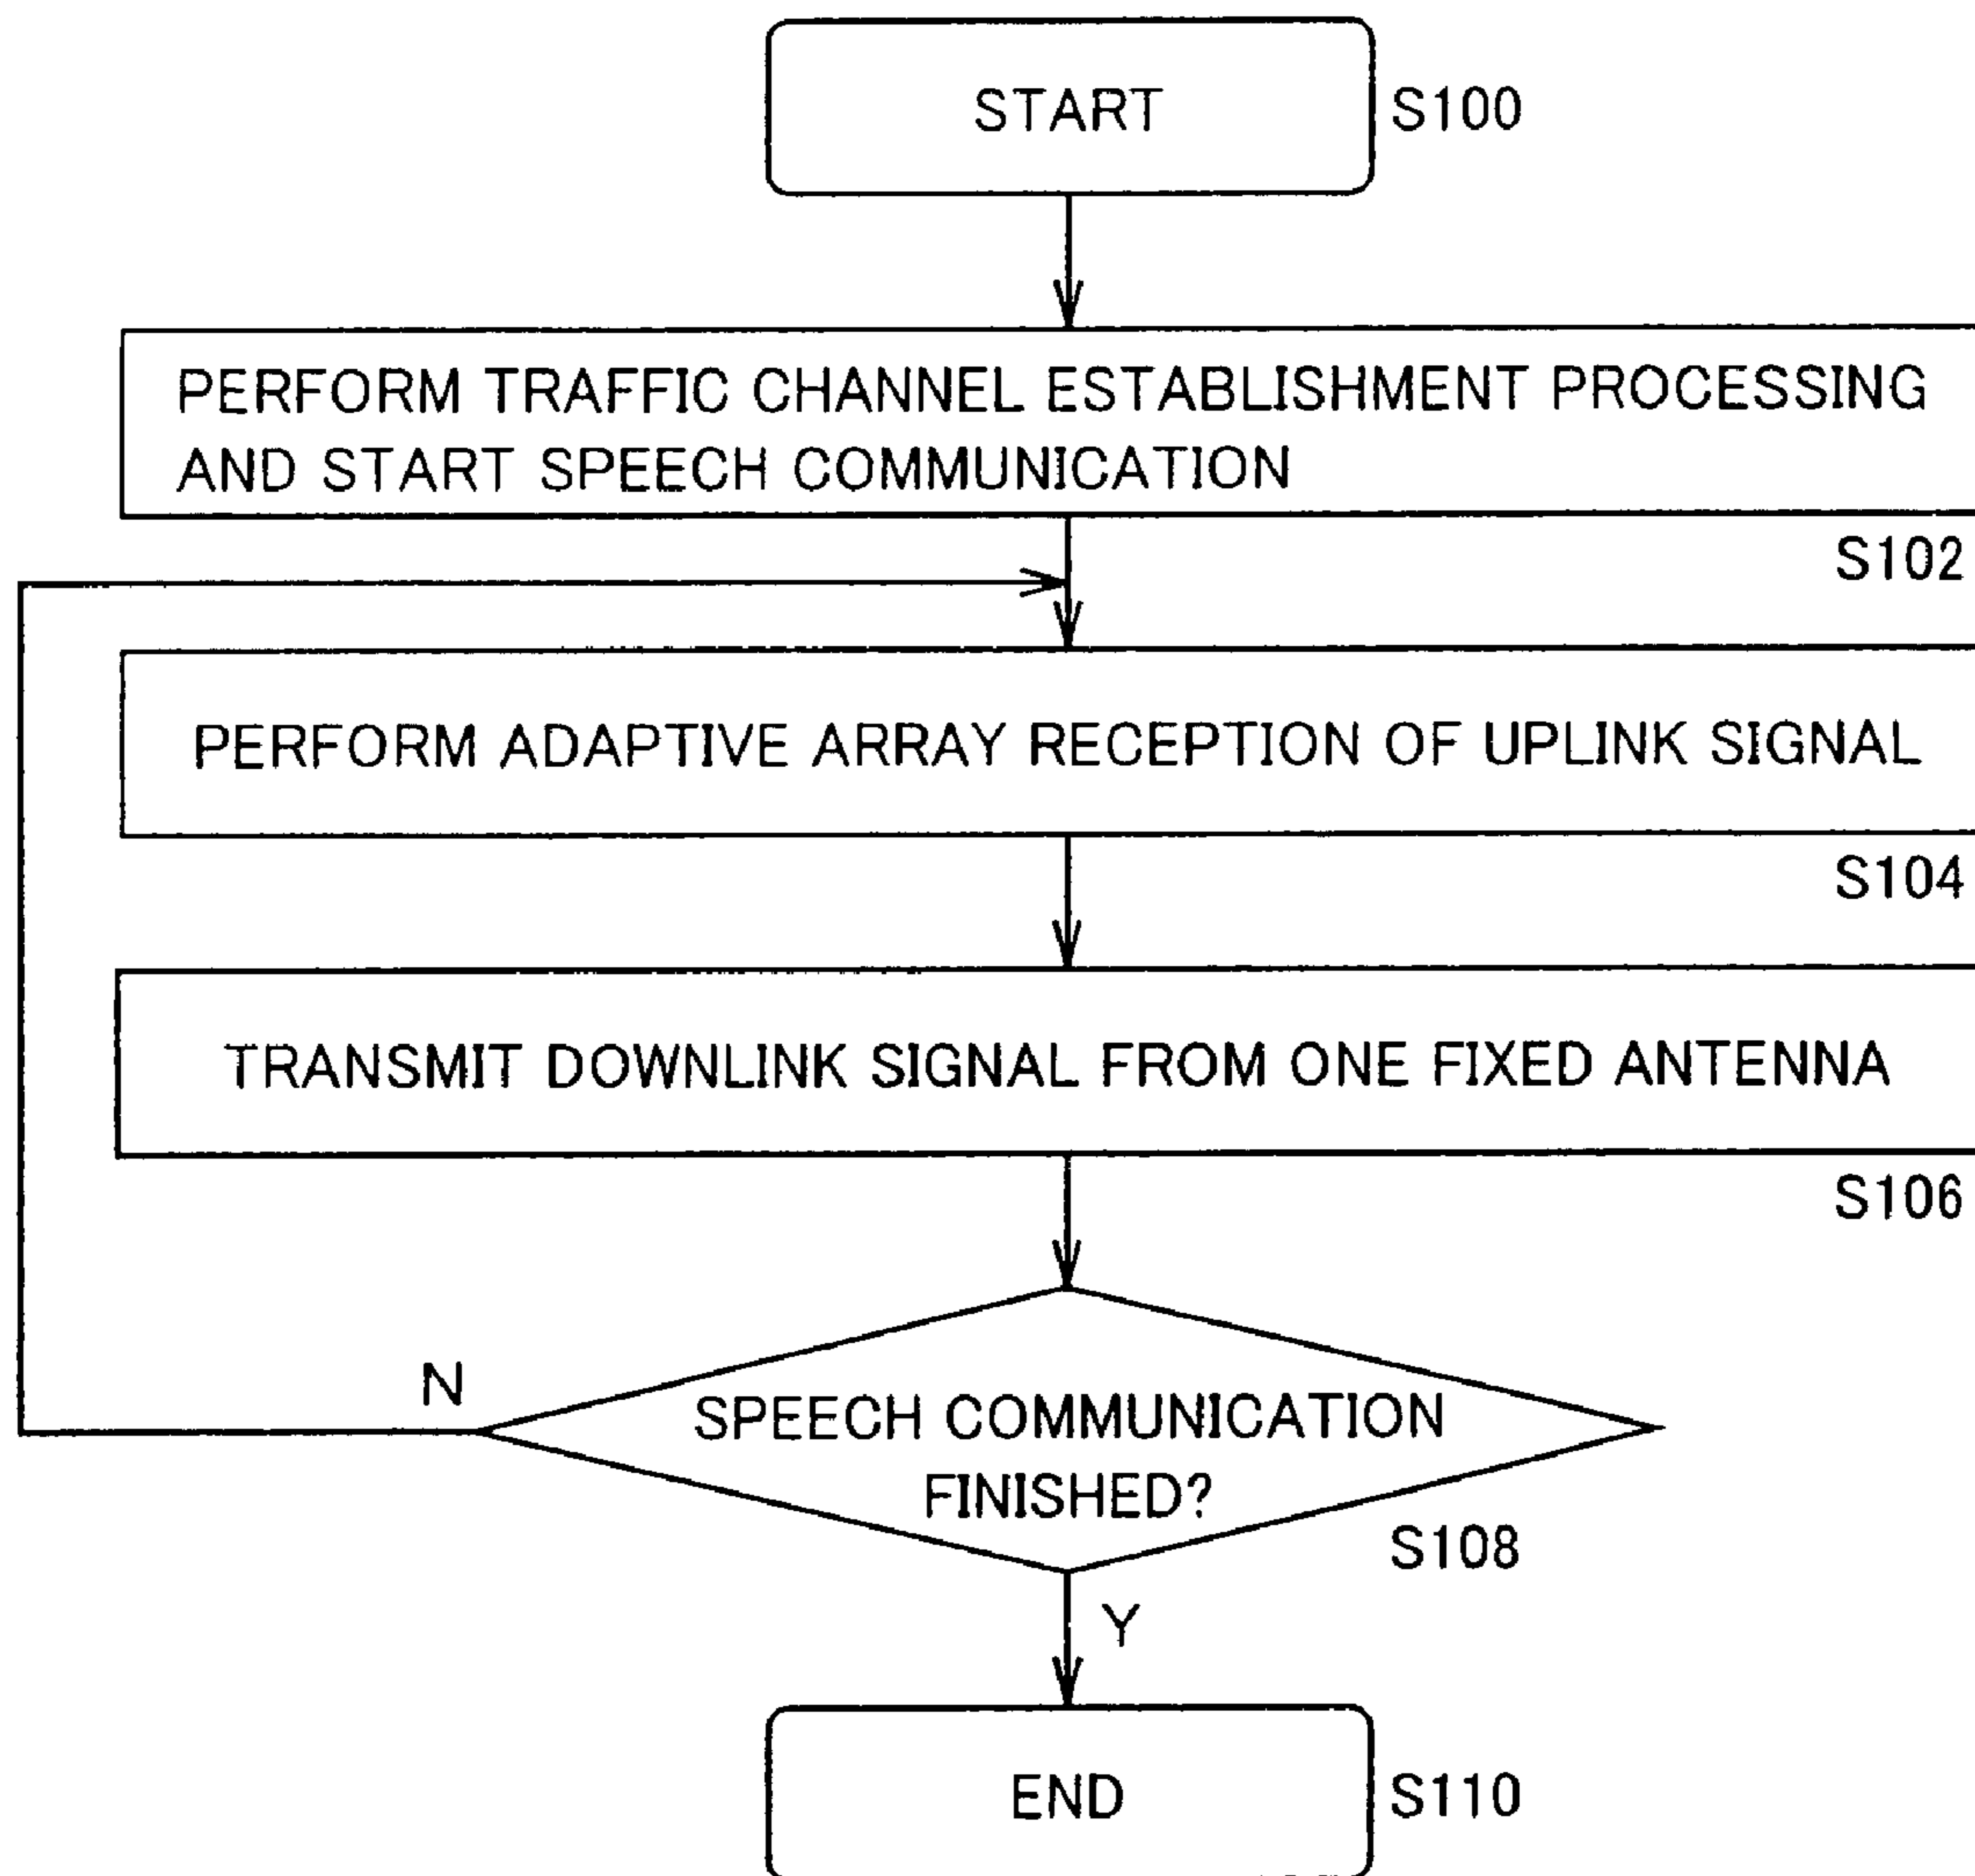 START
S100
PERFORM TRAFFIC CHANNEL ESTABLISHMENT PROCESSING
AND START SPEECH COMMUNICATION
S102
PERFORM ADAPTIVE ARRAY RECEPTION OF UPLINK SIGNAL
S104
TRANSMIT DOWNLINK SIGNAL FROM ONE FIXED ANTENNA
S106
N
SPEECH COMMUNICATION
FINISHED?
S108
Y
END
S110